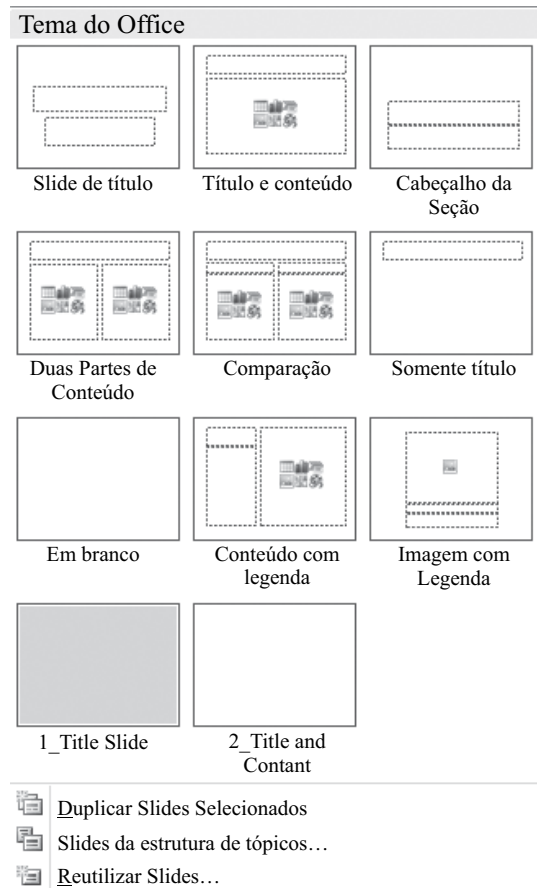 Tema do Office
Slide de título
Título e conteúdo
Cabeçalho da
Seção
Duas Partes de
Conteúdo
Comparação
Somente título
Em branco
Conteúdo com
legenda
Imagem com
Legenda
1_Title Slide
2_Title and
Contant
Duplicar Slides Selecionados
Slides da estrutura de tópicos…
Reutilizar Slides…